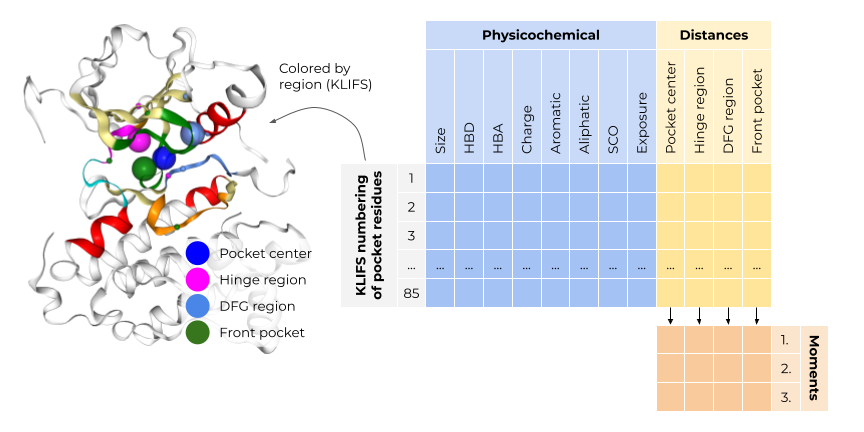 Colored by
region (KLIFS)
Pocket center
Hinge region
DFG region
Front pocket
Physicochemical
Distances
Size
HBD
HBA
Charge
Aromatic
Aliphatic
SCO
Exposure
Pocket center
Hinge region
DFG region
Front pocket
KLIFS numbering
of pocket residues
1
2
3
... ... ... ... ... ... ... ... ... ... ... ... ...
85
1.
2.
3.
Moments